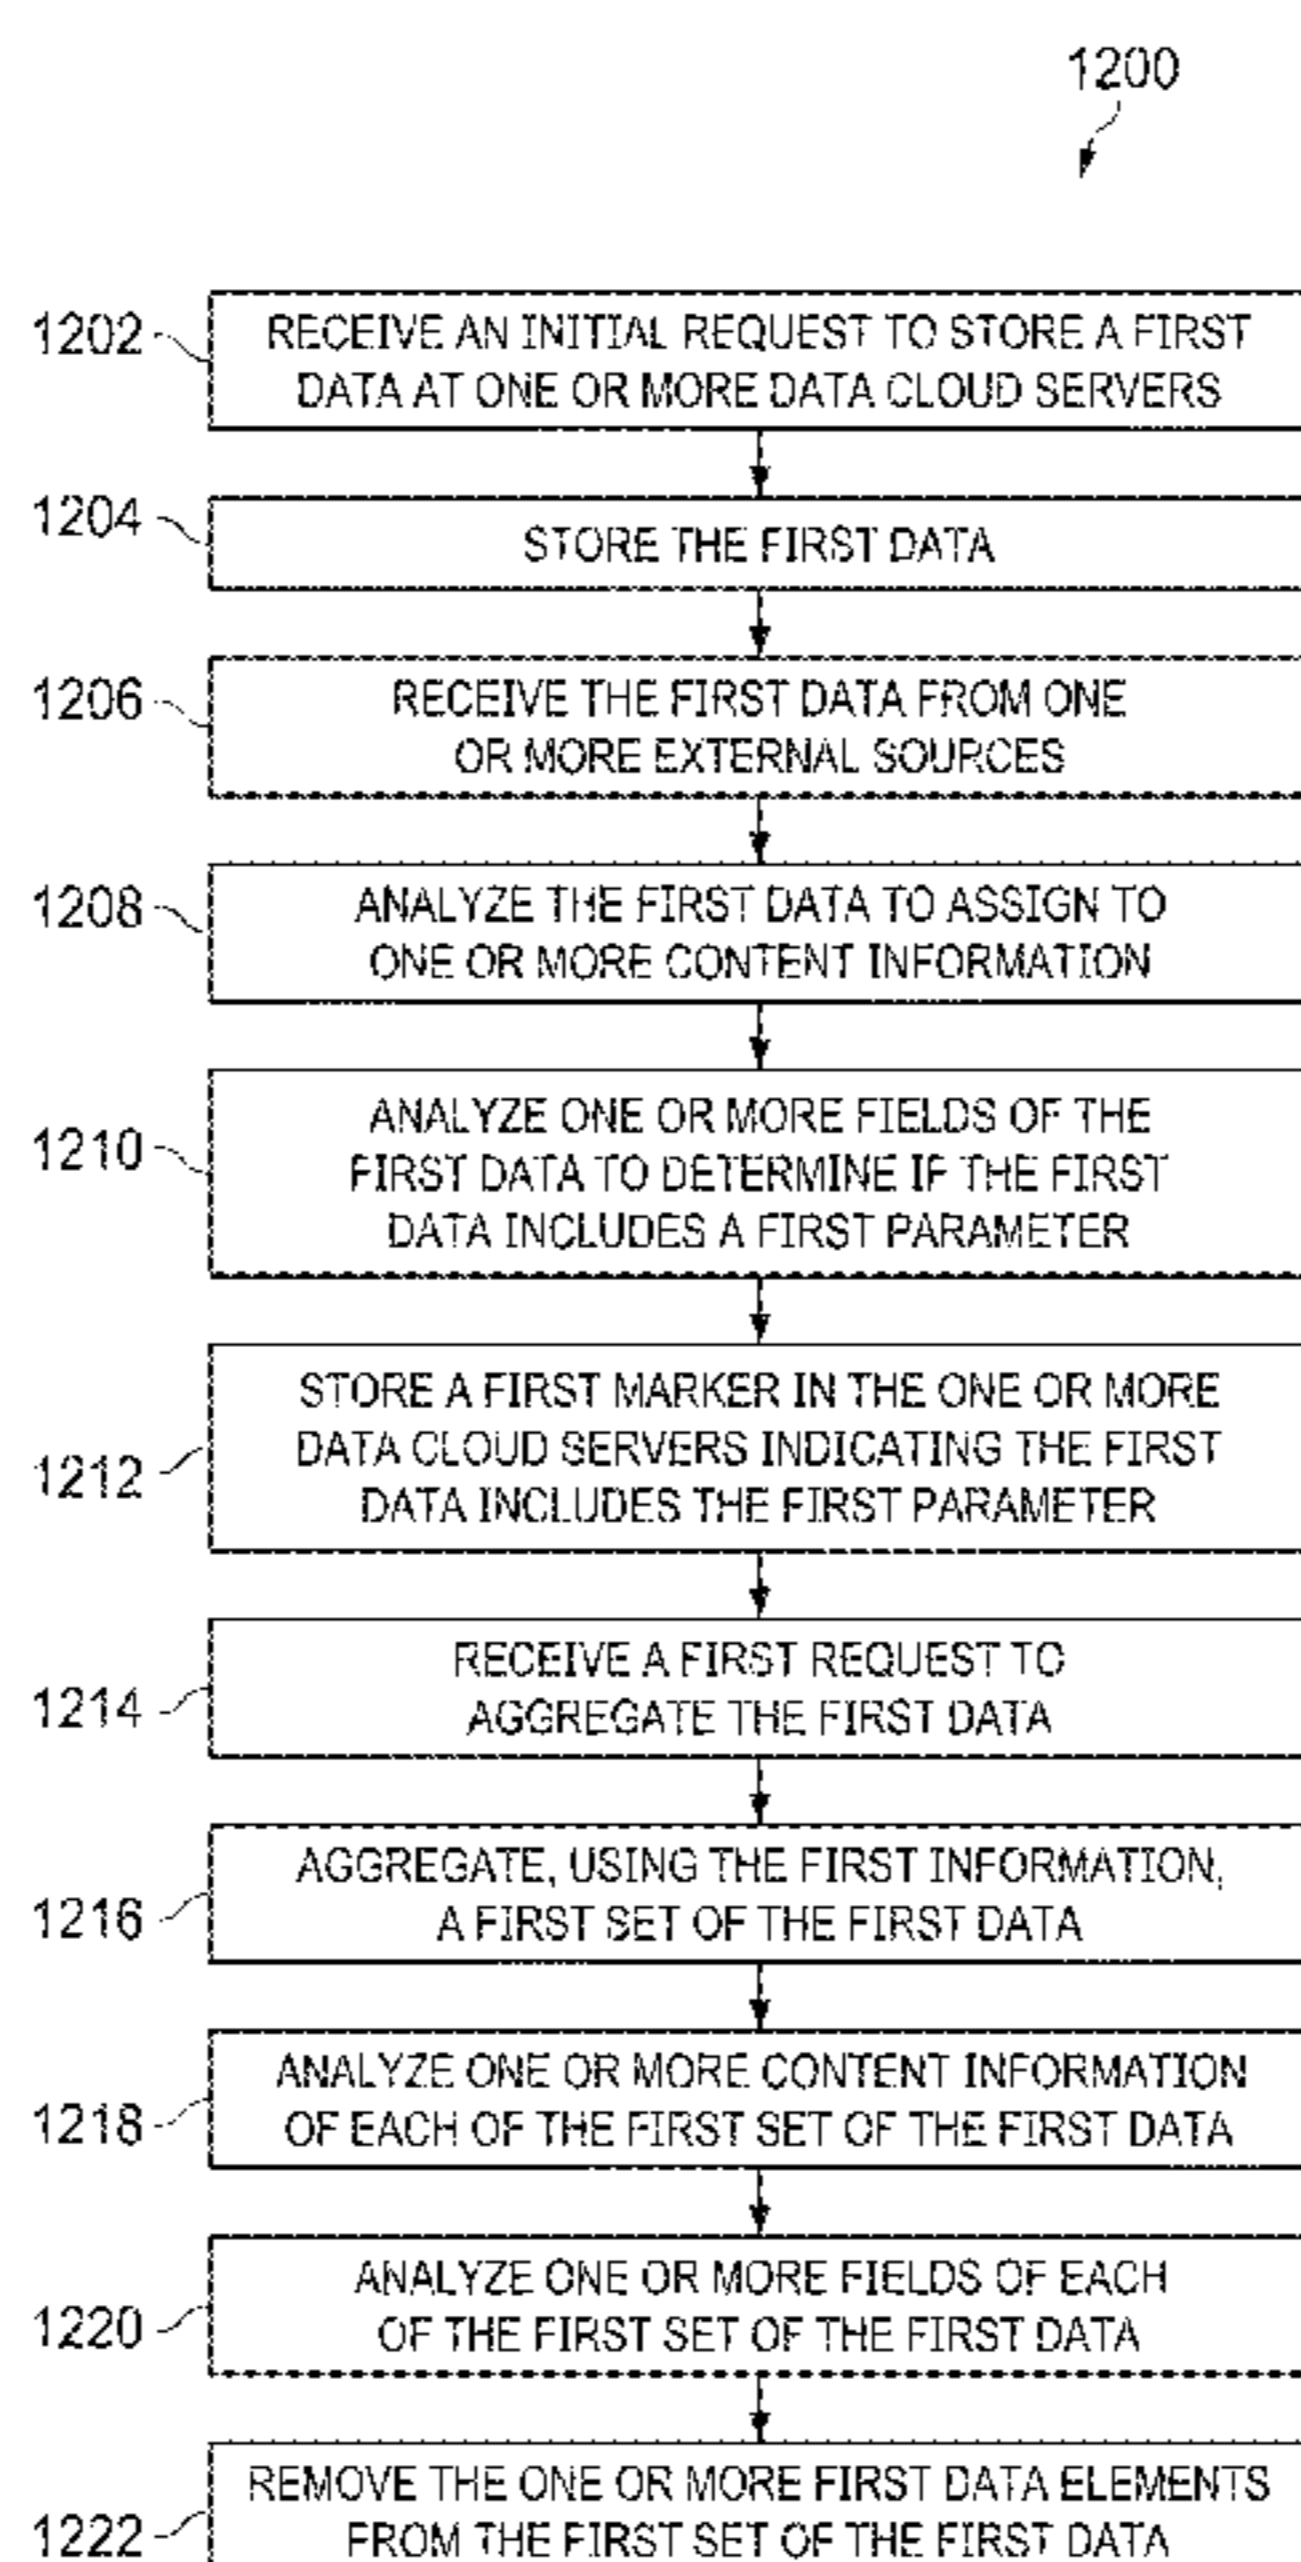 1200
1202
RECEIVE AN INITIAL REQUEST TO STORE A FIRST
DATA AT ONE OR MORE DATA CLOUD SERVERS
1204
STORE THE FIRST DATA
1206
RECEIVE THE FIRST DATA FROM ONE
OR MORE EXTERNAL SOURCES
1208
ANALYZE THE FIRST DATA TO ASSIGN TO
ONE OR MORE CONTENT INFORMATION
1210
ANALYZE ONE OR MORE FIELDS OF THE
FIRST DATA TO DETERMINE IF THE FIRST
DATA INCLUDES A FIRST PARAMETER
1212
STORE A FIRST MARKER IN THE ONE OR MORE
DATA CLOUD SERVERS INDICATING THE FIRST
DATA INCLUDES THE FIRST PARAMETER
1214
RECEIVE A FIRST REQUEST TO
AGGREGATE THE FIRST DATA
1216
AGGREGATE, USING THE FIRST INFORMATION,
A FIRST SET OF THE FIRST DATA
1218
ANALYZE ONE OR MORE CONTENT INFORMATION
OF EACH OF THE FIRST SET OF THE FIRST DATA
1220
ANALYZE ONE OR MORE FIELDS OF EACH
OF THE FIRST SET OF THE FIRST DATA
1222
REMOVE THE ONE OR MORE FIRST DATA ELEMENTS
FROM THE FIRST SET OF THE FIRST DATA